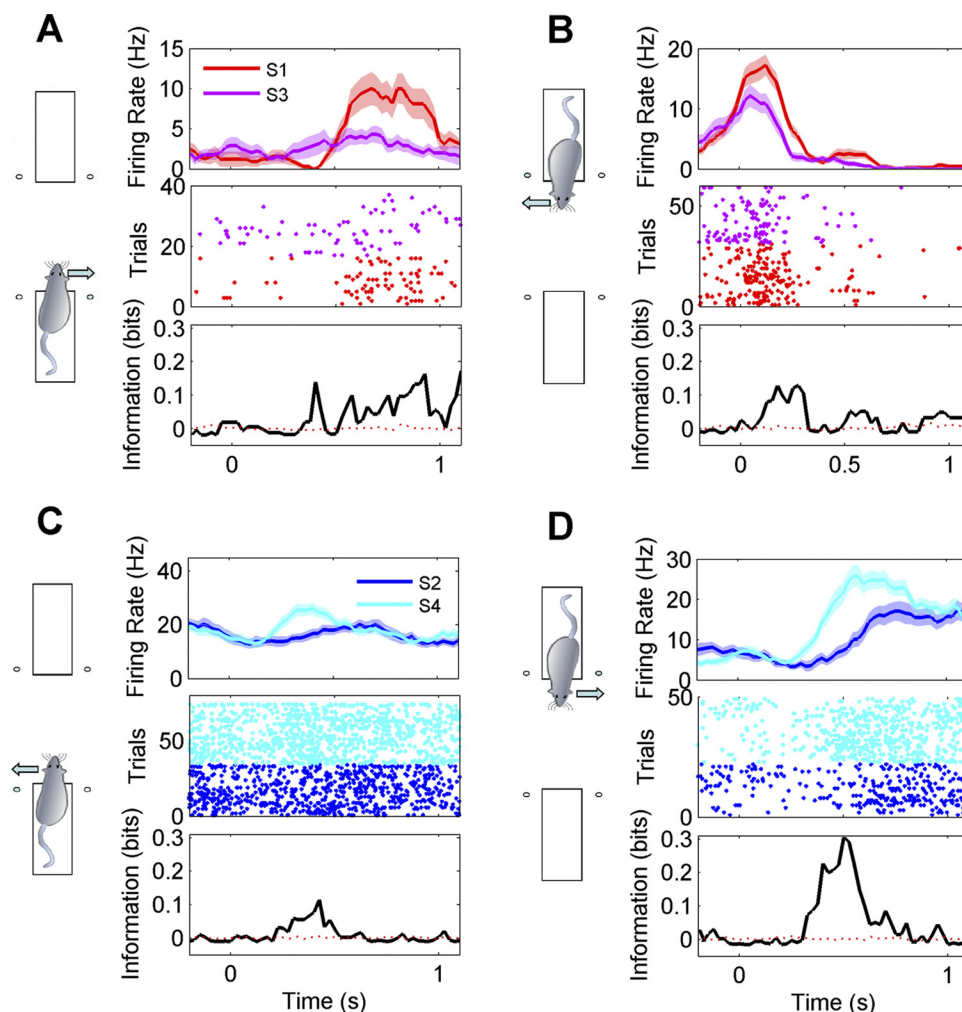 A
Firing Rate (Hz)
15
10
5
0
S1
S3
Trials
40
20
0
Information (bits)
0.3
0.2
0.1
0
0
1
B
Firing Rate (Hz)
20
10
0
Trials
50
0
Information (bits)
0.3
0.2
0.1
0
0
0.5
1
C
Firing Rate (Hz)
40
20
0
S2
S4
Trials
50
0
Information (bits)
0.3
0.2
0.1
0
0
1
Time (s)
D
Firing Rate (Hz)
30
20
10
0
Trials
50
0
Information (bits)
0.3
0.2
0.1
0
0
1
Time (s)